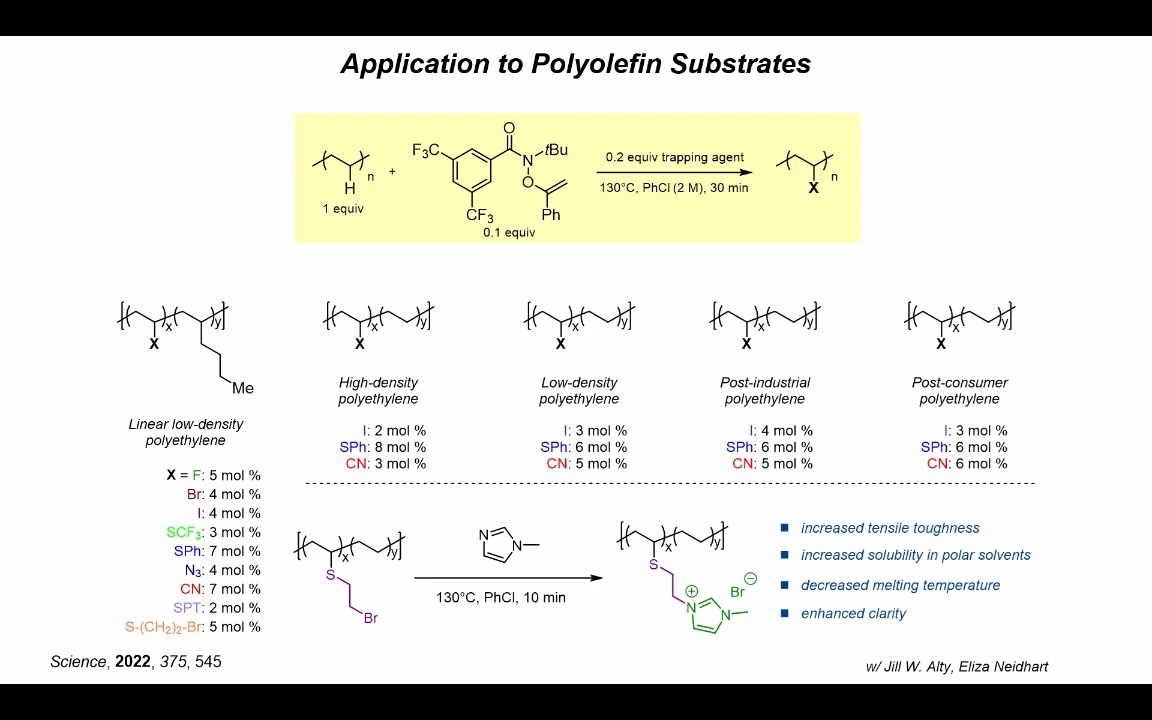 Application to Polyolefin Substrates
H
n
1 equiv
+
F₃C
O
N
tBu
O
CF₃
Ph
0.1 equiv
0.2 equiv trapping agent
130°C, PhCl (2 M), 30 min
X
n
X
x
y
Me
Linear low-density
polyethylene
X = F: 5 mol %
Br: 4 mol %
I: 4 mol %
SCF₃: 3 mol %
SPh: 7 mol %
N₃: 4 mol %
CN: 7 mol %
SPT: 2 mol %
S-(CH₂)₂-Br: 5 mol %
X
x
y
High-density
polyethylene
I: 2 mol %
SPh: 8 mol %
CN: 3 mol %
X
x
y
Low-density
polyethylene
I: 3 mol %
SPh: 6 mol %
CN: 5 mol %
X
x
y
Post-industrial
polyethylene
I: 4 mol %
SPh: 6 mol %
CN: 5 mol %
X
x
y
Post-consumer
polyethylene
I: 3 mol %
SPh: 6 mol %
CN: 6 mol %
x
y
S
Br
N
N
130°C, PhCl, 10 min
x
y
S
⊕
N
N
Br
⊖
increased tensile toughness
increased solubility in polar solvents
decreased melting temperature
enhanced clarity
Science, 2022, 375, 545
w/ Jill W. Alty, Eliza Neidhart